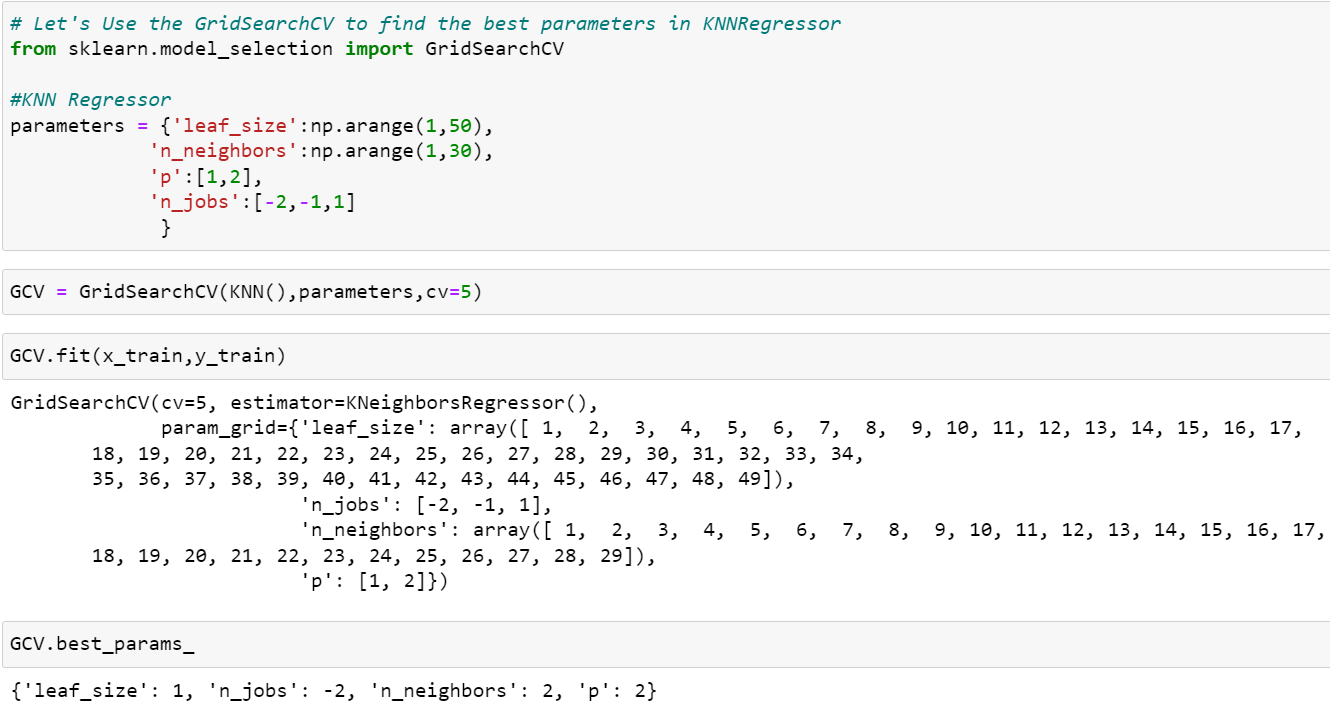 # Let's Use the GridSearchCV to find the best parameters in KNNRegressor
from sklearn.model_selection import GridSearchCV
#KNN Regressor
parameters = {'leaf_size':np.arange(1,50),
'n_neighbors':np.arange(1,30),
'p':[1,2],
'n_jobs':[-2,-1,1]
}
GCV = GridSearchCV(KNN(),parameters,cv=5)
GCV.fit(x_train,y_train)
GridSearchCV(cv=5, estimator=KNeighborsRegressor(),
param_grid={'leaf_size': array([ 1,  2,  3,  4,  5,  6,  7,  8,  9, 10, 11, 12, 13, 14, 15, 16, 17,
18, 19, 20, 21, 22, 23, 24, 25, 26, 27, 28, 29, 30, 31, 32, 33, 34,
35, 36, 37, 38, 39, 40, 41, 42, 43, 44, 45, 46, 47, 48, 49]),
'n_jobs': [-2, -1, 1],
'n_neighbors': array([ 1,  2,  3,  4,  5,  6,  7,  8,  9, 10, 11, 12, 13, 14, 15, 16, 17,
18, 19, 20, 21, 22, 23, 24, 25, 26, 27, 28, 29]),
'p': [1, 2]})
GCV.best_params_
{'leaf_size': 1, 'n_jobs': -2, 'n_neighbors': 2, 'p': 2}